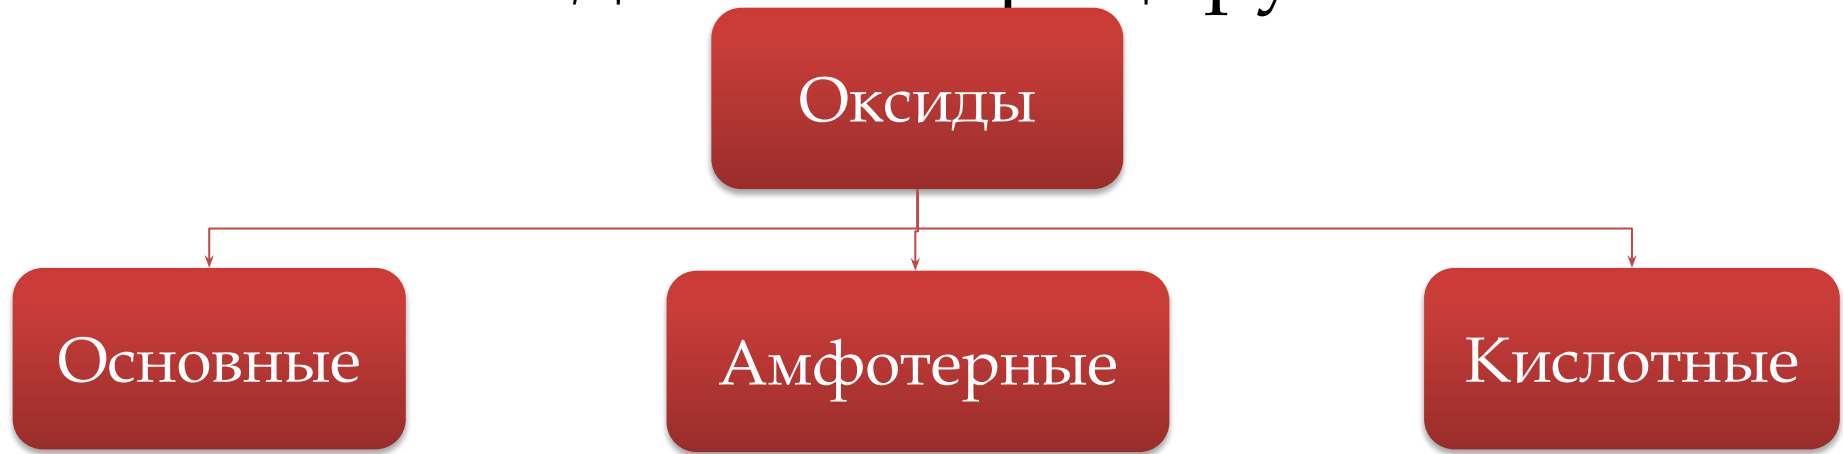 Оксиды
Основные
Амфотерные
Кислотные